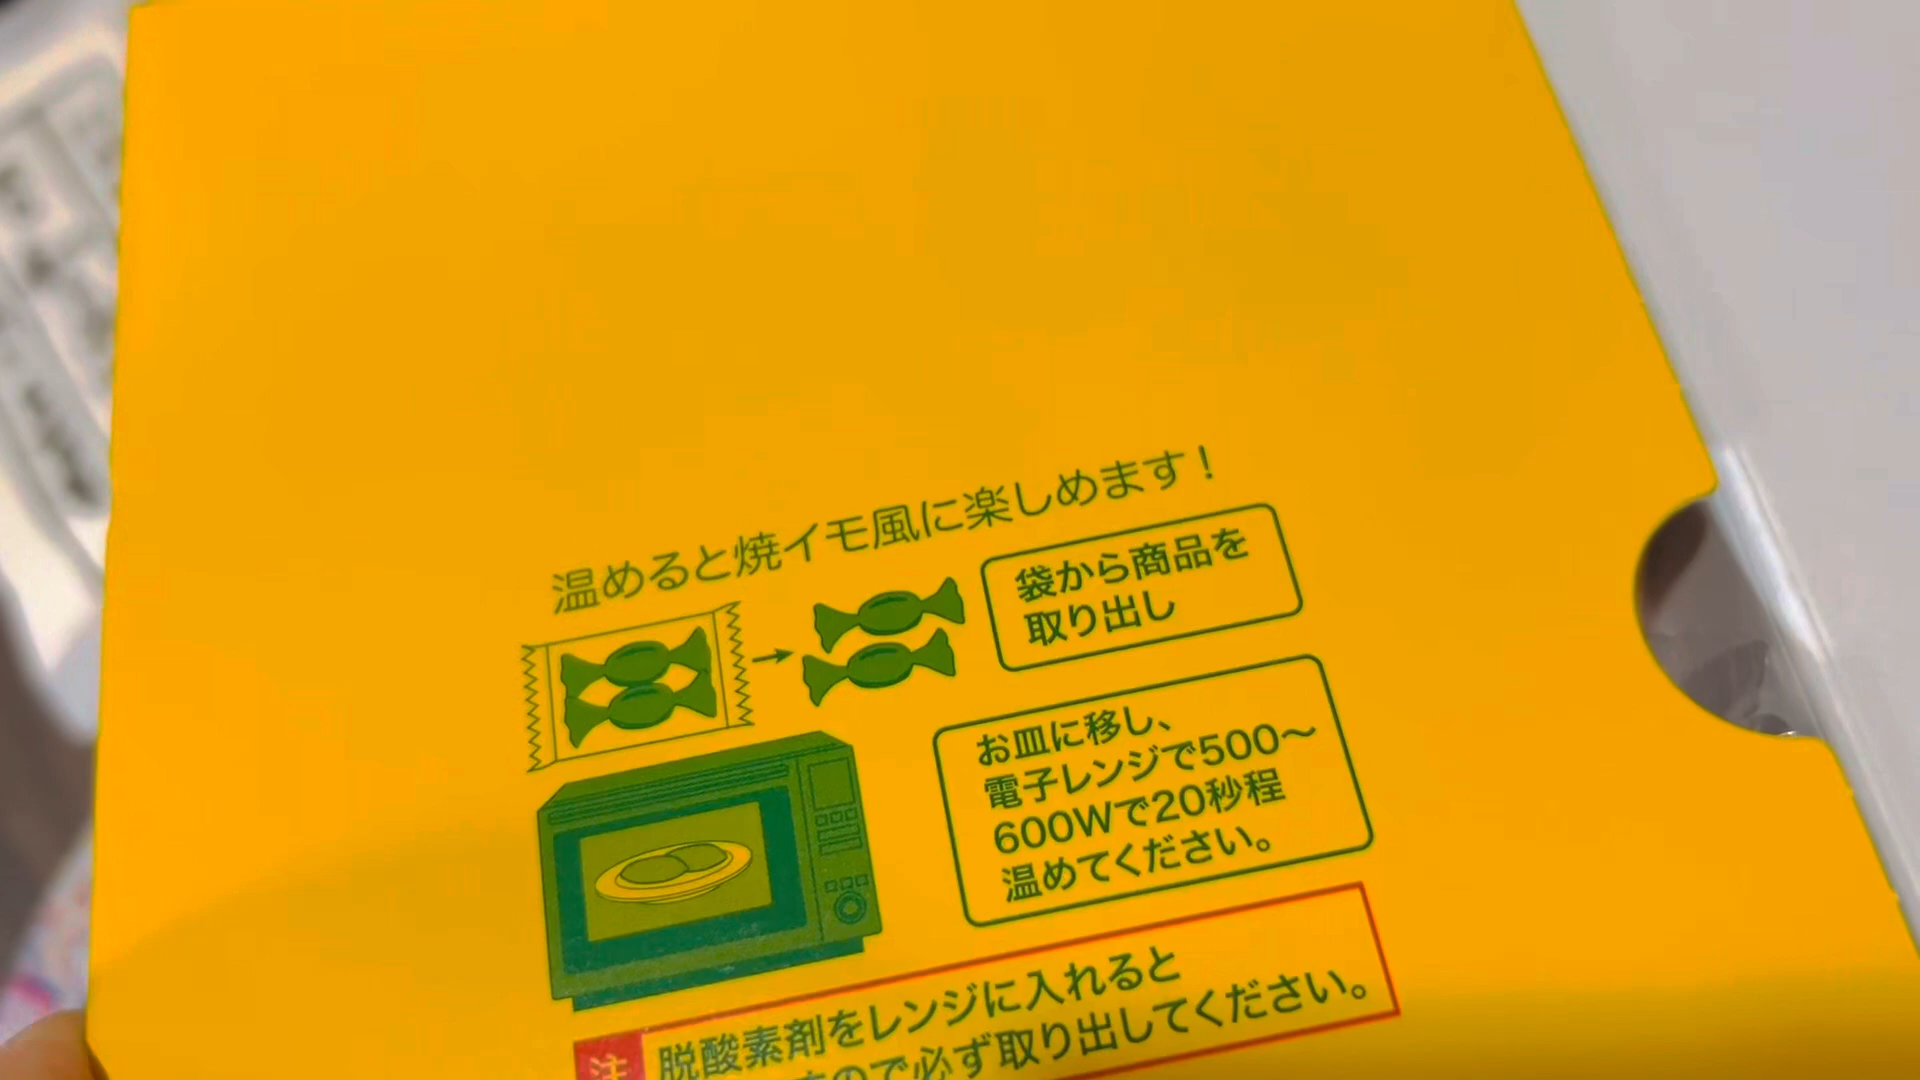 温めると焼イモ風に楽しめます！
袋から商品を
取り出し
お皿に移し、
電子レンジで500～
600Wで20秒程
温めてください。
注
脱酸素剤をレンジに入れると
ので必ず取り出してください。